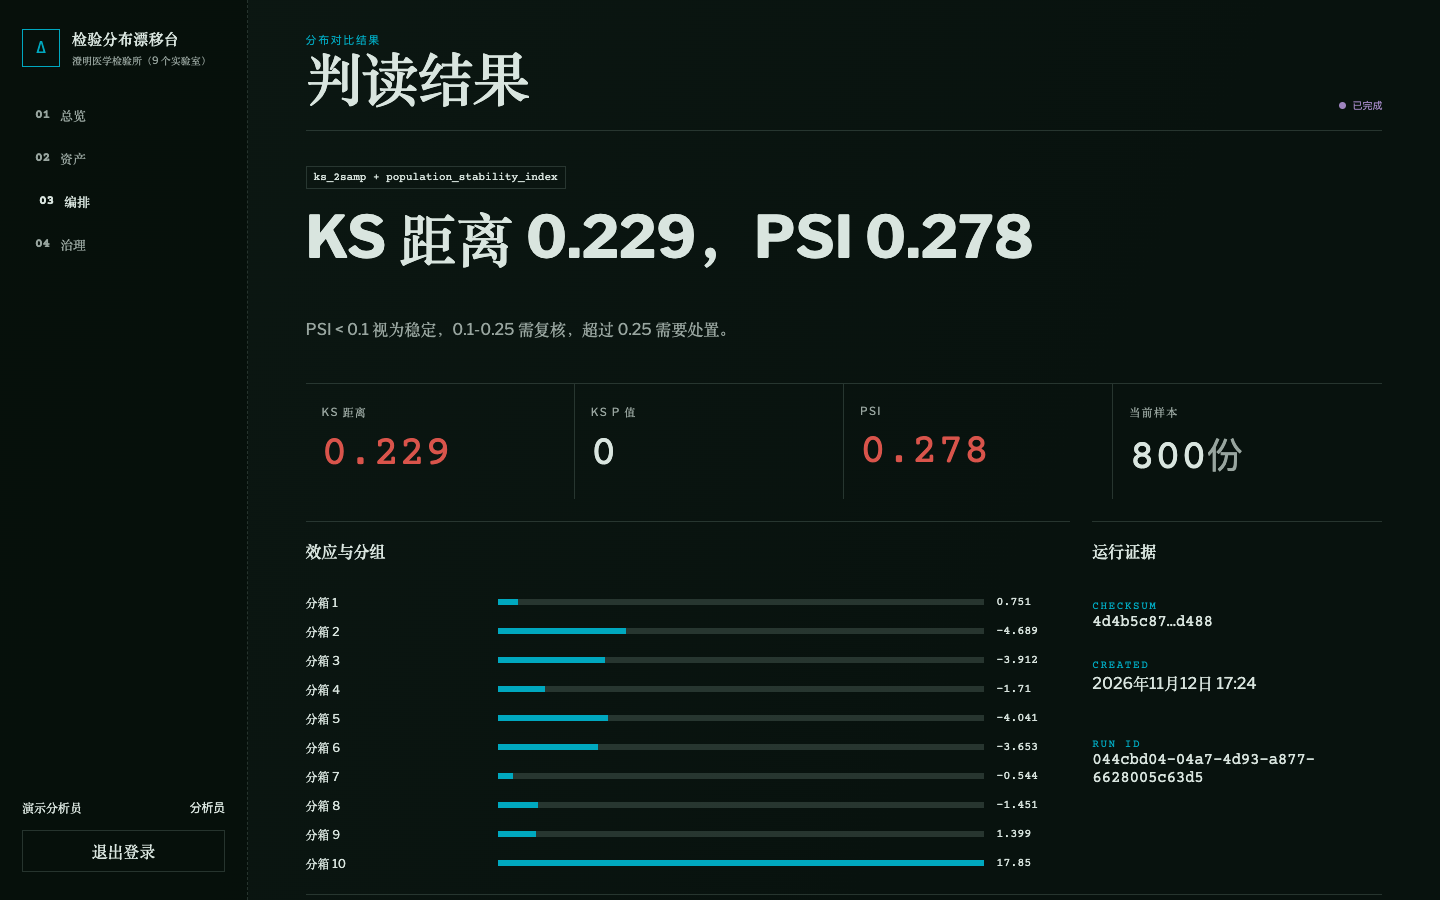 Δ
检验分布漂移台
澄明医学检验所（9 个实验室）
01 总览
02 资产
03 编排
04 治理
演示分析员 分析员
退出登录
分布对比结果
判读结果
已完成
ks_2samp + population_stability_index
KS 距离 0.229，PSI 0.278
PSI < 0.1 视为稳定，0.1-0.25 需复核，超过 0.25 需要处置。
KS 距离
0.229
KS P 值
0
PSI
0.278
当前样本
800份
效应与分组
分箱 1 0.751
分箱 2 -4.689
分箱 3 -3.912
分箱 4 -1.71
分箱 5 -4.041
分箱 6 -3.653
分箱 7 -0.544
分箱 8 -1.451
分箱 9 1.399
分箱 10 17.85
运行证据
CHECKSUM
4d4b5c87…d488
CREATED
2026年11月12日 17:24
RUN ID
044cbd04-04a7-4d93-a877-
6628005c63d5